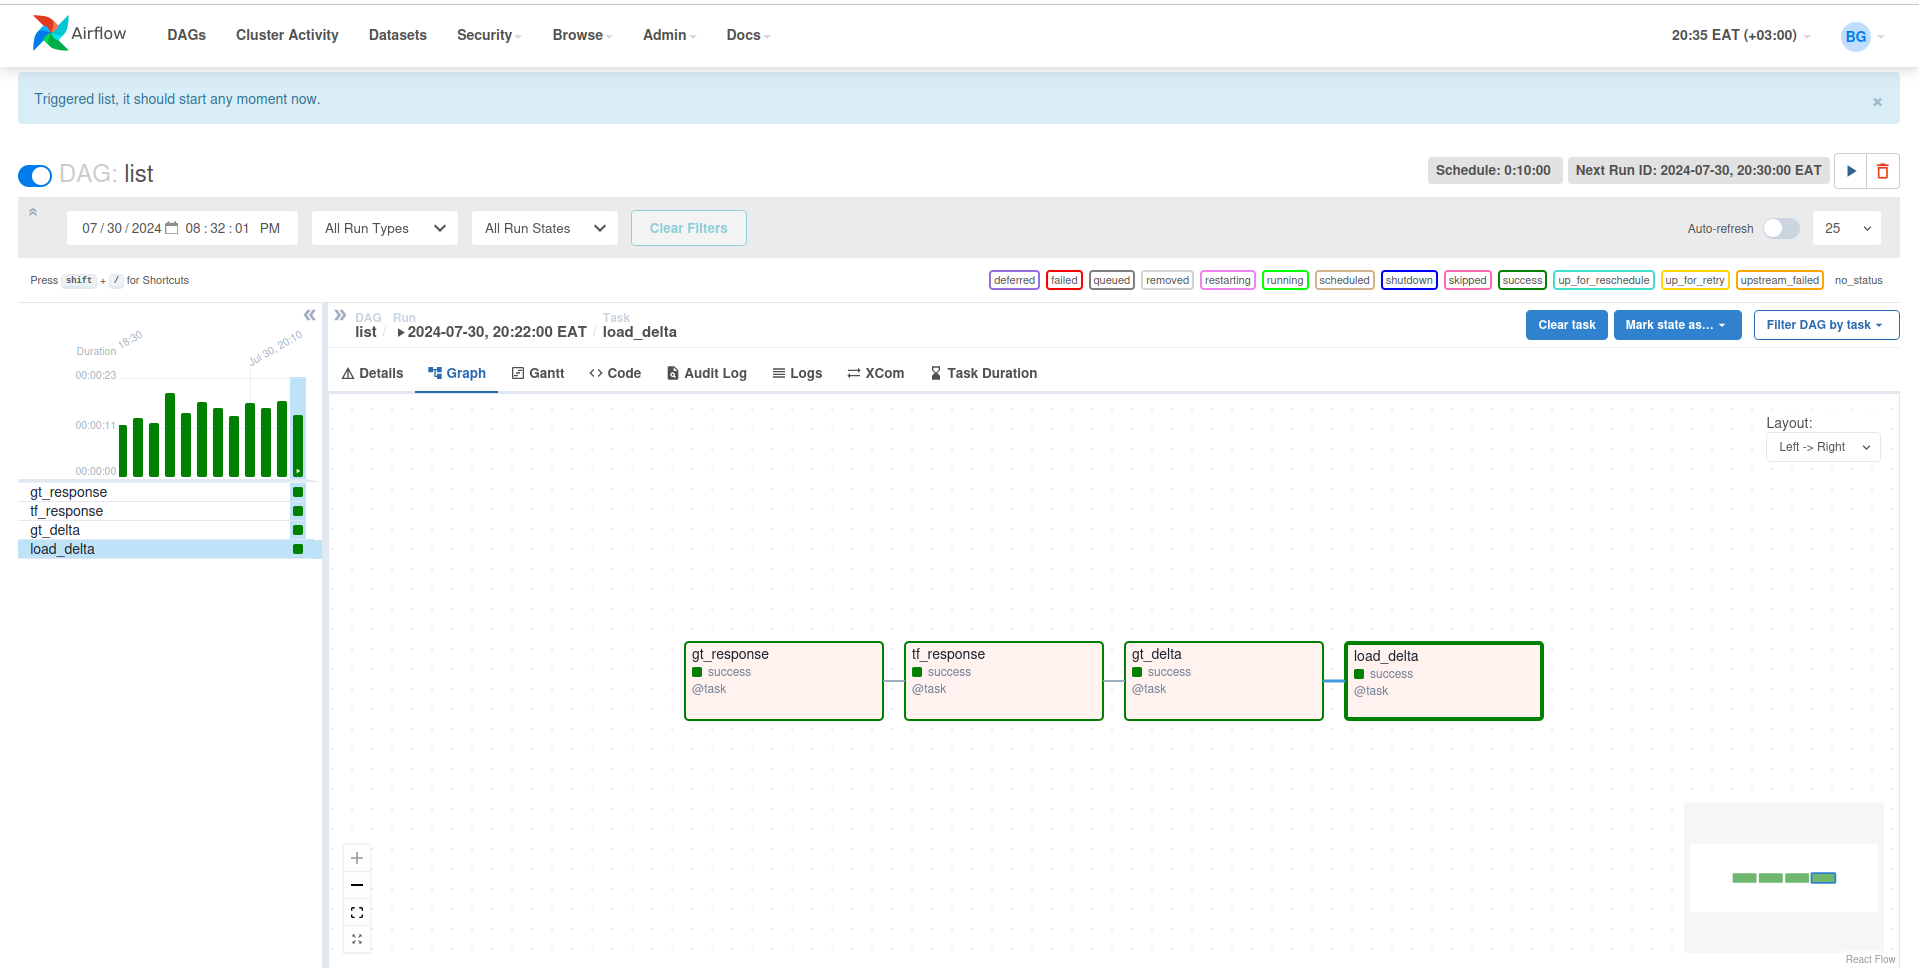 Airflow DAGs Cluster Activity Datasets Security Browse Admin Docs 20:35 EAT (+03:00) BG
Triggered list, it should start any moment now. ×
DAG: list Schedule: 0:10:00 Next Run ID: 2024-07-30, 20:30:00 EAT
07/30/2024 08:32:01 PM All Run Types All Run States Clear Filters Auto-refresh 25
Press shift + / for Shortcuts deferred failed queued removed restarting running scheduled shutdown skipped success up_for_reschedule up_for_retry upstream_failed no_status
DAG Run Task
list / 2024-07-30, 20:22:00 EAT / load_delta
Clear task Mark state as... Filter DAG by task
Details Graph Gantt Code Audit Log Logs XCom Task Duration
18:30 Jul 30, 20:10
Duration
00:00:23
00:00:11
00:00:00
gt_response
tf_response
gt_delta
load_delta
Layout:
Left -> Right
gt_response
success
@task
tf_response
success
@task
gt_delta
success
@task
load_delta
success
@task
React Flow